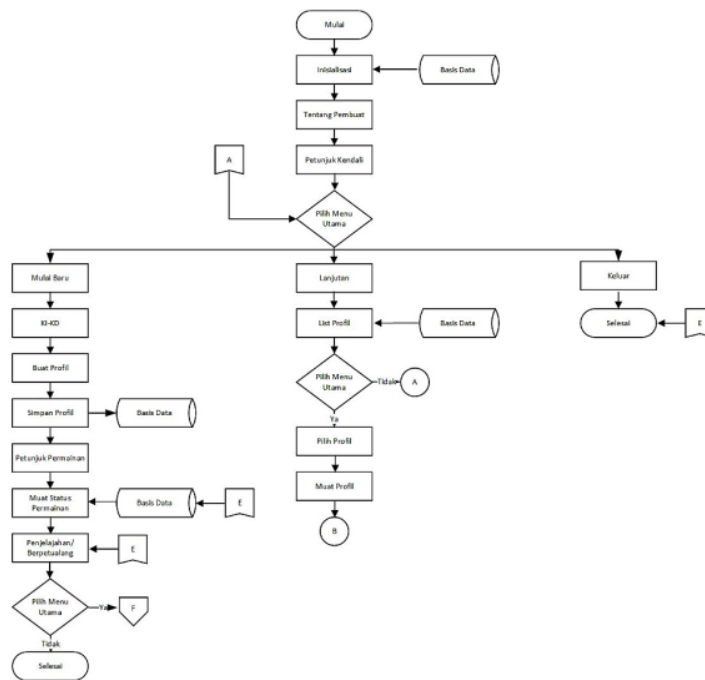 Mulai
Inisialisasi
Basis Data
Tentang Pembuat
A
Petunjuk Kendali
Pilih Menu
Utama
Mulai Baru
Lanjutan
Keluar
KI-KD
List Profil
Basis Data
Selesai
E
Buat Profil
Pilih Menu
Utama
Tidak
A
Simpan Profil
Basis Data
Ya
Pilih Profil
Petunjuk Permainan
Muat Profil
Muat Status
Permainan
Basis Data
E
B
Penjelajahan/
Berpetualang
E
Pilih Menu
Utama
Ya
F
Tidak
Selesai